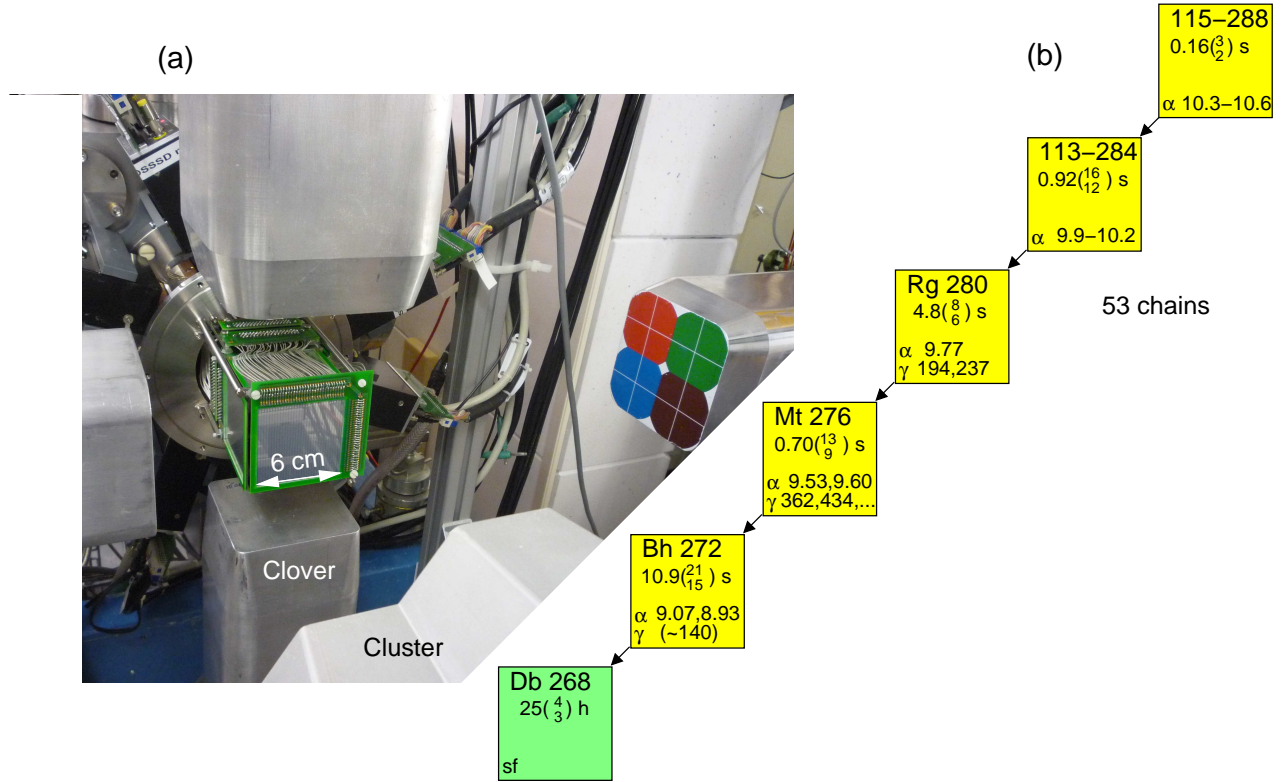 (a)
(b)
115–288
0.16(3/2) s
α 10.3–10.6
113–284
0.92(16/12) s
α 9.9–10.2
Rg 280
4.8(8/6) s
α 9.77
γ 194,237
53 chains
Mt 276
0.70(13/9) s
α 9.53,9.60
γ 362,434,...
Bh 272
10.9(21/15) s
α 9.07,8.93
γ (~140)
Db 268
25(4/3) h
sf
6 cm
Clover
Cluster